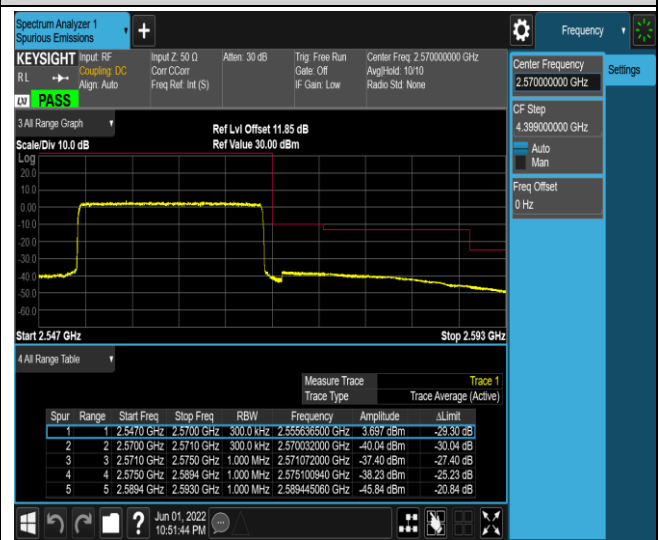 Spectrum Analyzer 1
Spurious Emissions
+
Frequency
KEYSIGHT Input: RF Input Z: 50 Ω Atten: 30 dB Trig: Free Run Center Freq: 2.570000000 GHz
RL Coupling: DC Corr CCorr Gate: Off Avg|Hold: 10/10
Align: Auto Freq Ref: Int (S) IF Gain: Low Radio Std: None
LXI PASS
3 All Range Graph
Ref Lvl Offset 11.85 dB
Scale/Div 10.0 dB Ref Value 30.00 dBm
Log
20.0
10.0
0.00
-10.0
-20.0
-30.0
-40.0
-50.0
-60.0
Start 2.547 GHz Stop 2.593 GHz
4 All Range Table
Measure Trace Trace 1
Trace Type Trace Average (Active)
Spur Range Start Freq Stop Freq RBW Frequency Amplitude ΔLimit
1 1 2.5470 GHz 2.5700 GHz 300.0 kHz 2.555636500 GHz 3.697 dBm -29.30 dB
2 2 2.5700 GHz 2.5710 GHz 300.0 kHz 2.570032000 GHz -40.04 dBm -30.04 dB
3 3 2.5710 GHz 2.5750 GHz 1.000 MHz 2.571072000 GHz -37.40 dBm -27.40 dB
4 4 2.5750 GHz 2.5894 GHz 1.000 MHz 2.575100940 GHz -38.23 dBm -25.23 dB
5 5 2.5894 GHz 2.5930 GHz 1.000 MHz 2.589445060 GHz -45.84 dBm -20.84 dB
Center Frequency
2.570000000 GHz
Settings
CF Step
4.399000000 GHz
Auto
Man
Freq Offset
0 Hz
? Jun 01, 2022
10:51:44 PM